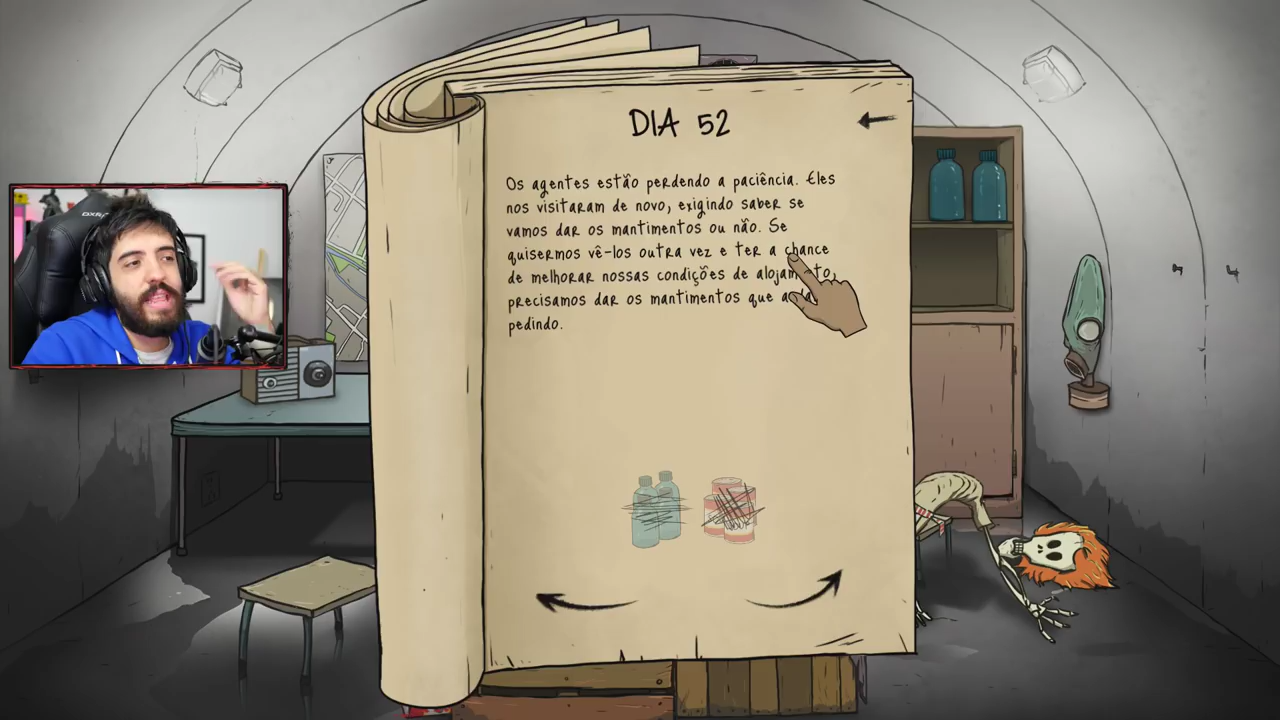 DIA 52
Os agentes estão perdendo a paciência. Eles
nos visitaram de novo, exigindo saber se
vamos dar os mantimentos ou não. Se
quisermos vê-los outra vez e ter a chance
de melhorar nossas condições de
precisamos dar os mantimentos que
pedindo.